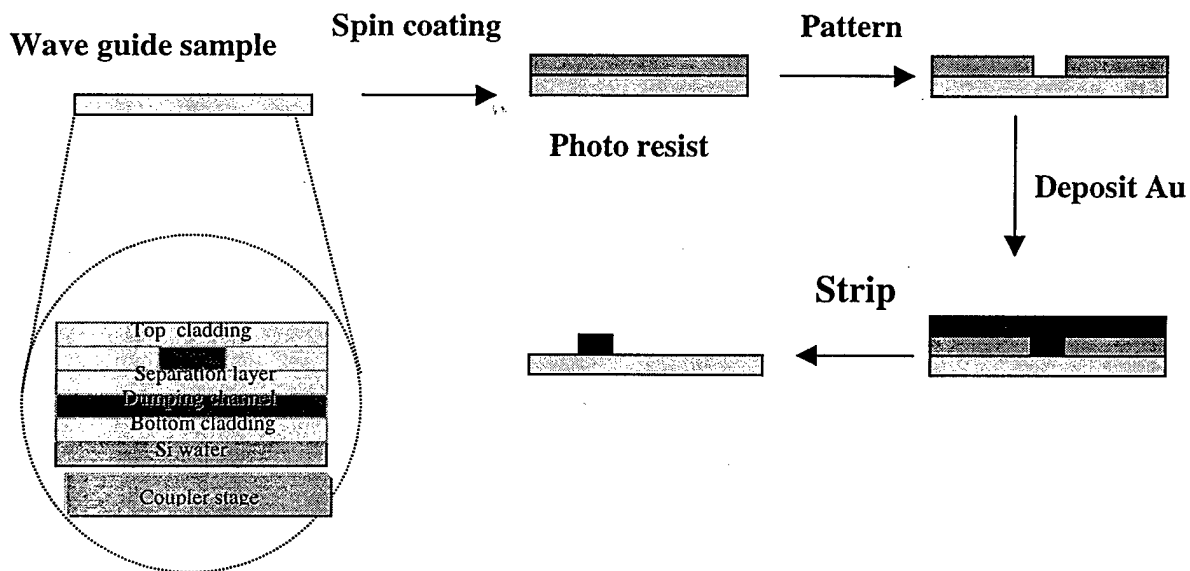 Wave guide sample
Spin coating
Pattern
Photo resist
Deposit Au
Strip
Top cladding
Separation layer
Dumping channel
Bottom cladding
Si wafer
Coupler stage